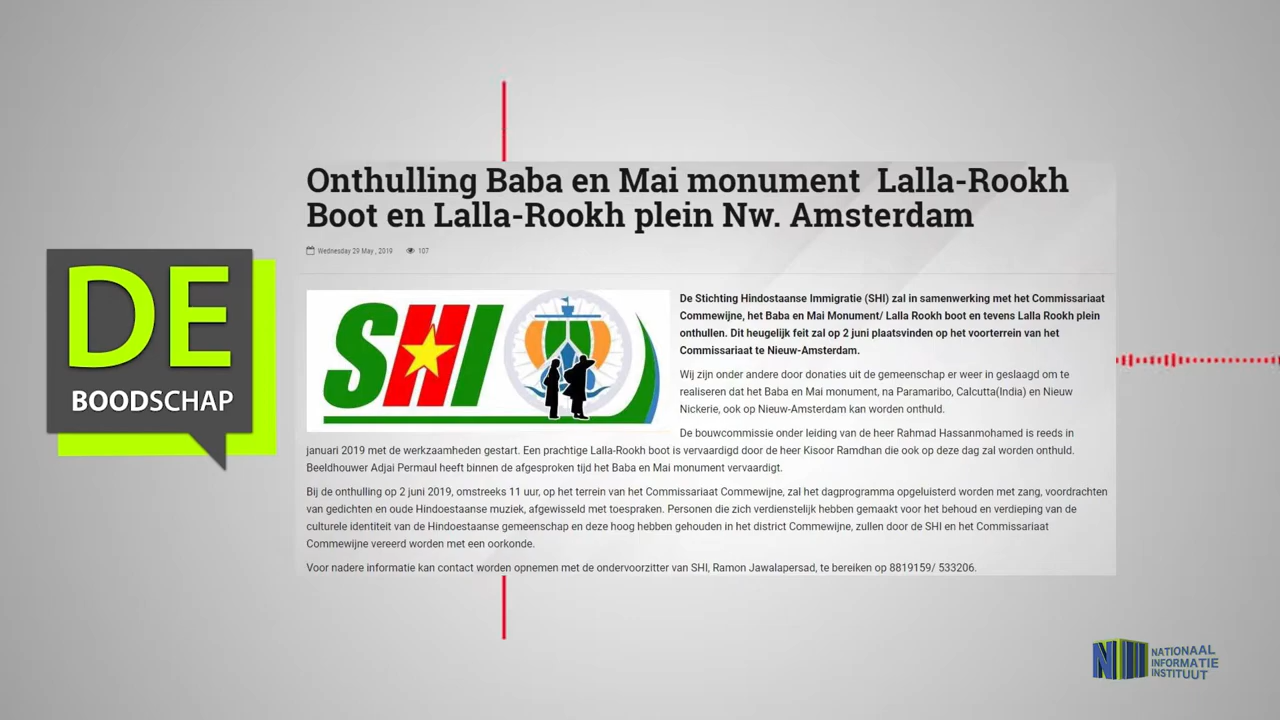 Onthulling Baba en Mai monument Lalla-Rookh
Boot en Lalla-Rookh plein Nw. Amsterdam
Wednesday 29 May , 2019 107
DE
BOODSCHAP
SHI
De Stichting Hindostaanse Immigratie (SHI) zal in samenwerking met het Commissariaat
Commewijne, het Baba en Mai Monument/ Lalla Rookh boot en tevens Lalla Rookh plein
onthullen. Dit heugelijk feit zal op 2 juni plaatsvinden op het voorterrein van het
Commissariaat te Nieuw-Amsterdam.
Wij zijn onder andere door donaties uit de gemeenschap er weer in geslaagd om te
realiseren dat het Baba en Mai monument, na Paramaribo, Calcutta(India) en Nieuw
Nickerie, ook op Nieuw-Amsterdam kan worden onthuld.
De bouwcommissie onder leiding van de heer Rahmad Hassanmohamed is reeds in
januari 2019 met de werkzaamheden gestart. Een prachtige Lalla-Rookh boot is vervaardigd door de heer Kisoor Ramdhan die ook op deze dag zal worden onthuld.
Beeldhouwer Adjai Permaul heeft binnen de afgesproken tijd het Baba en Mai monument vervaardigt.
Bij de onthulling op 2 juni 2019, omstreeks 11 uur, op het terrein van het Commissariaat Commewijne, zal het dagprogramma opgeluisterd worden met zang, voordrachten
van gedichten en oude Hindoestaanse muziek, afgewisseld met toespraken. Personen die zich verdienstelijk hebben gemaakt voor het behoud en verdieping van de
culturele identiteit van de Hindoestaanse gemeenschap en deze hoog hebben gehouden in het district Commewijne, zullen door de SHI en het Commissariaat
Commewijne vereerd worden met een oorkonde.
Voor nadere informatie kan contact worden opnemen met de ondervoorzitter van SHI, Ramon Jawalapersad, te bereiken op 8819159/ 533206.
NII NATIONAAL
INFORMATIE
INSTITUUT